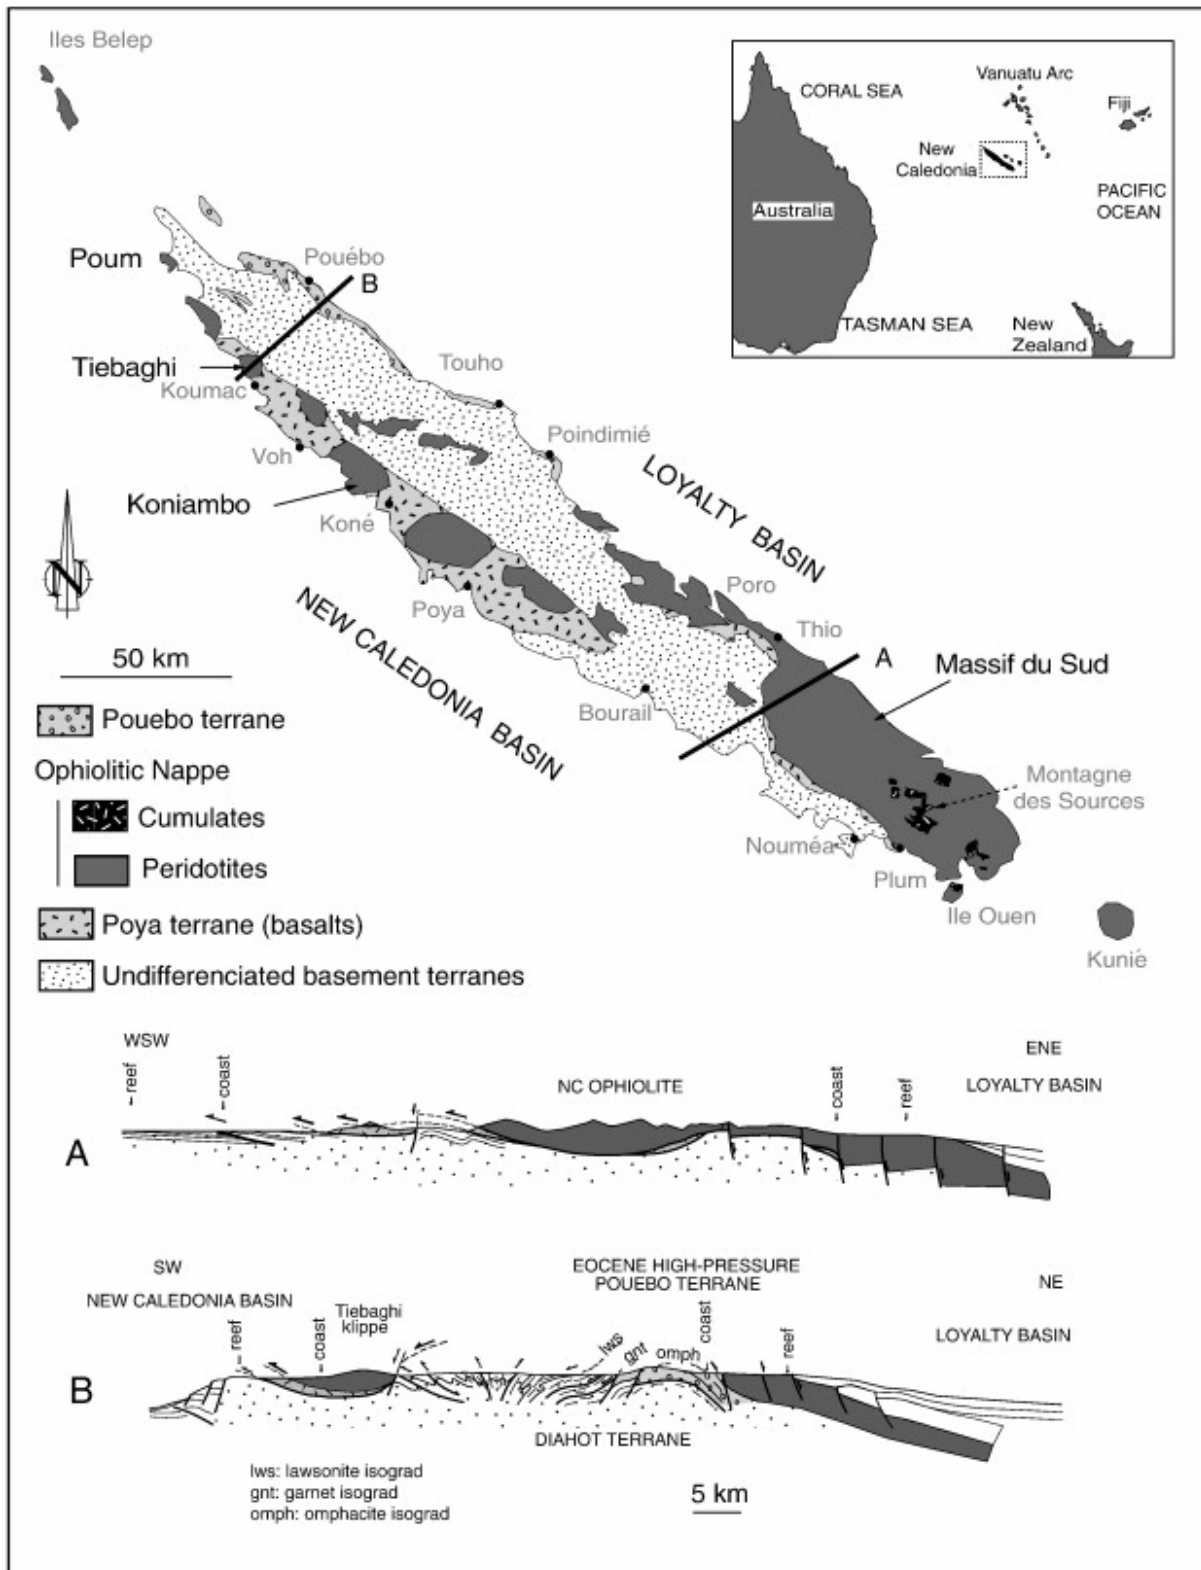 Iles Belep
CORAL SEA
Vanuatu Arc
Fiji
New
Caledonia
PACIFIC
OCEAN
Australia
TASMAN SEA
New
Zealand
Poum
Pouébo
B
Tiebaghi
Koumac
Touho
Voh
Poindimié
Koniambo
Koné
LOYALTY BASIN
N
Poya
Poro
NEW CALEDONIA BASIN
Thio
A
Massif du Sud
50 km
Bourail
Pouebo terrane
Ophiolitic Nappe
Montagne
des Sources
Cumulates
Nouméa
Peridotites
Plum
Ile Ouen
Poya terrane (basalts)
Kunié
Undifferenciated basement terranes
WSW
ENE
reef
coast
NC OPHIOLITE
coast
reef
LOYALTY BASIN
A
SW
EOCENE HIGH-PRESSURE
POUEBO TERRANE
NE
NEW CALEDONIA BASIN
Tiebaghi
klippe
reef
coast
lws
gnt
omph
coast
reef
LOYALTY BASIN
B
DIAHOT TERRANE
lws: lawsonite isograd
gnt: garnet isograd
omph: omphacite isograd
5 km